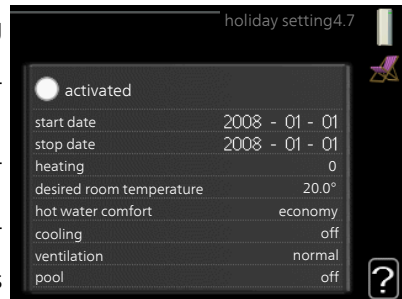 holiday setting4.7
activated
start date 2008 - 01 - 01
stop date 2008 - 01 - 01
heating 0
desired room temperature 20.0°
hot water comfort economy
cooling off
ventilation normal
pool off
?